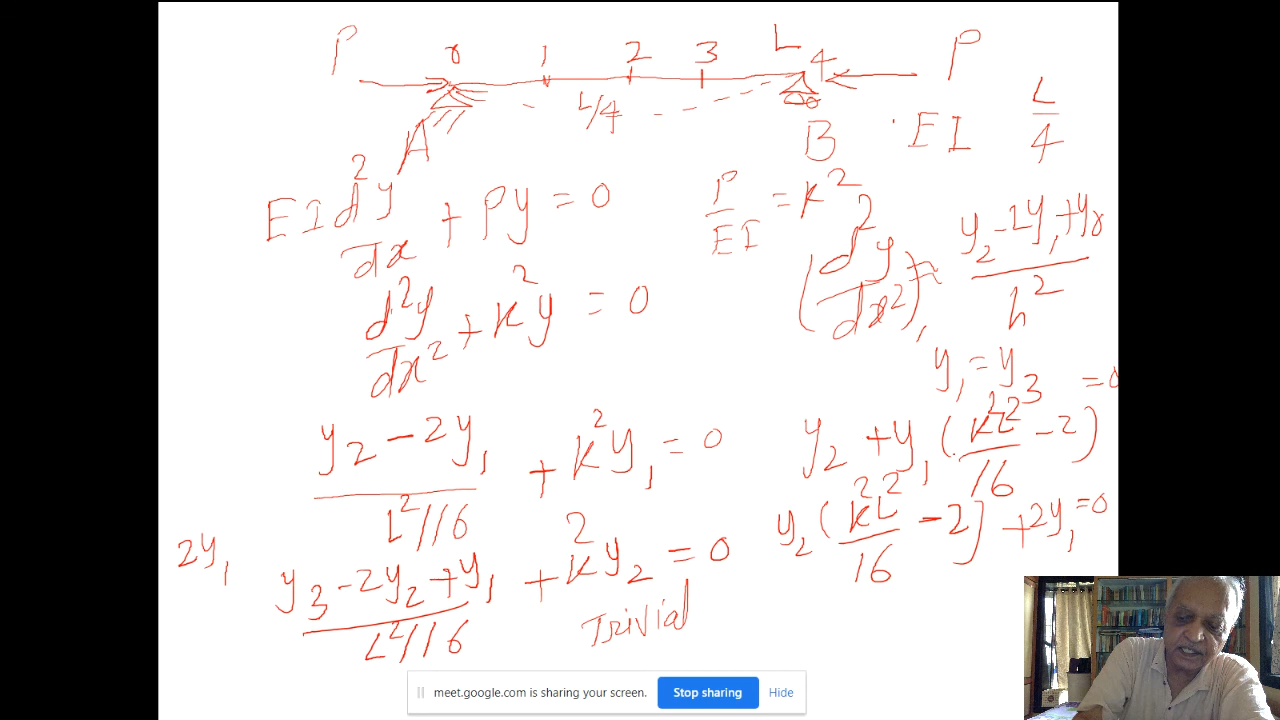 P 0 1 2 3 L 4 P
L/4
A B EI L/4
EI d²y/dx + Py = 0
P/EI = k²
d²y/dx² + k²y = 0
(d²y/dx²)₁ ≈ (y₂ - 2y₁ + y₀)/h²
y₁ = y₃
(y₂ - 2y₁)/(L²/16) + k²y₁ = 0
y₂ + y₁ (k²L²/16 - 2) = 0
2y₁
(y₃ - 2y₂ + y₁)/(L²/16) + k²y₂ = 0
y₂ (k²L²/16 - 2) + 2y₁ = 0
Trivial
meet.google.com is sharing your screen. Stop sharing Hide